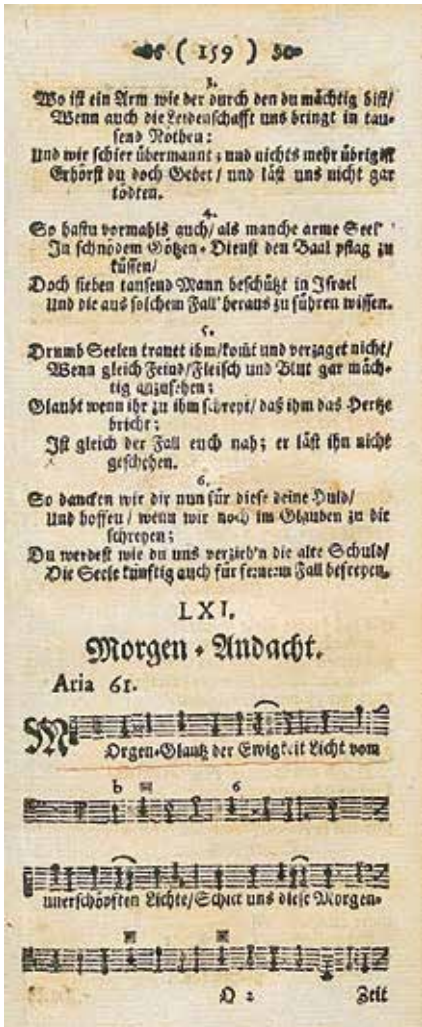 ( 159 )
3.
Wo ist ein Arm wie der durch den du mächtig bist/
Wenn auch die Leidenschafft uns bringt in tau-
send Nothen:
Und wir schier übermannt; und nichts mehr übrig ist
Erhörst du doch Gebet/ und läst uns nicht gar
tödten.
4.
So hastu vormahls auch/ als manche arme Seel'
In schnödem Götzen-Dienst den Baal pflag zu
küssen/
Doch sieben tausend Mann beschützt in Israel
Und die aus solchem Fall' heraus zu führen wissen.
5.
Drumb Seelen trauet ihm/komt und verzaget nicht/
Wenn gleich Feind/Fleisch und Blut gar mäch-
tig anzusehen;
Glaubt wenn ihr zu ihm schreyt/ daß ihm das Hertze
bricht;
Ist gleich der Fall euch nah; er läst ihn nicht
geschehen.
6.
So dancken wir dir nun für diese deine Huld/
Und hoffen/ wenn wir noch im Glauben zu dir
schreyen;
Du werdest wie du uns verzieh'n die alte Schuld/
Die Seele künftig auch für fernerm Fall befreyen.
LXI.
Morgen-Andacht.
Aria 61.
MOrgen-Glantz der Ewigkeit Licht vom
b 6
unerschöpften Lichte/Schick uns diese Morgen-
O 2 Zeit